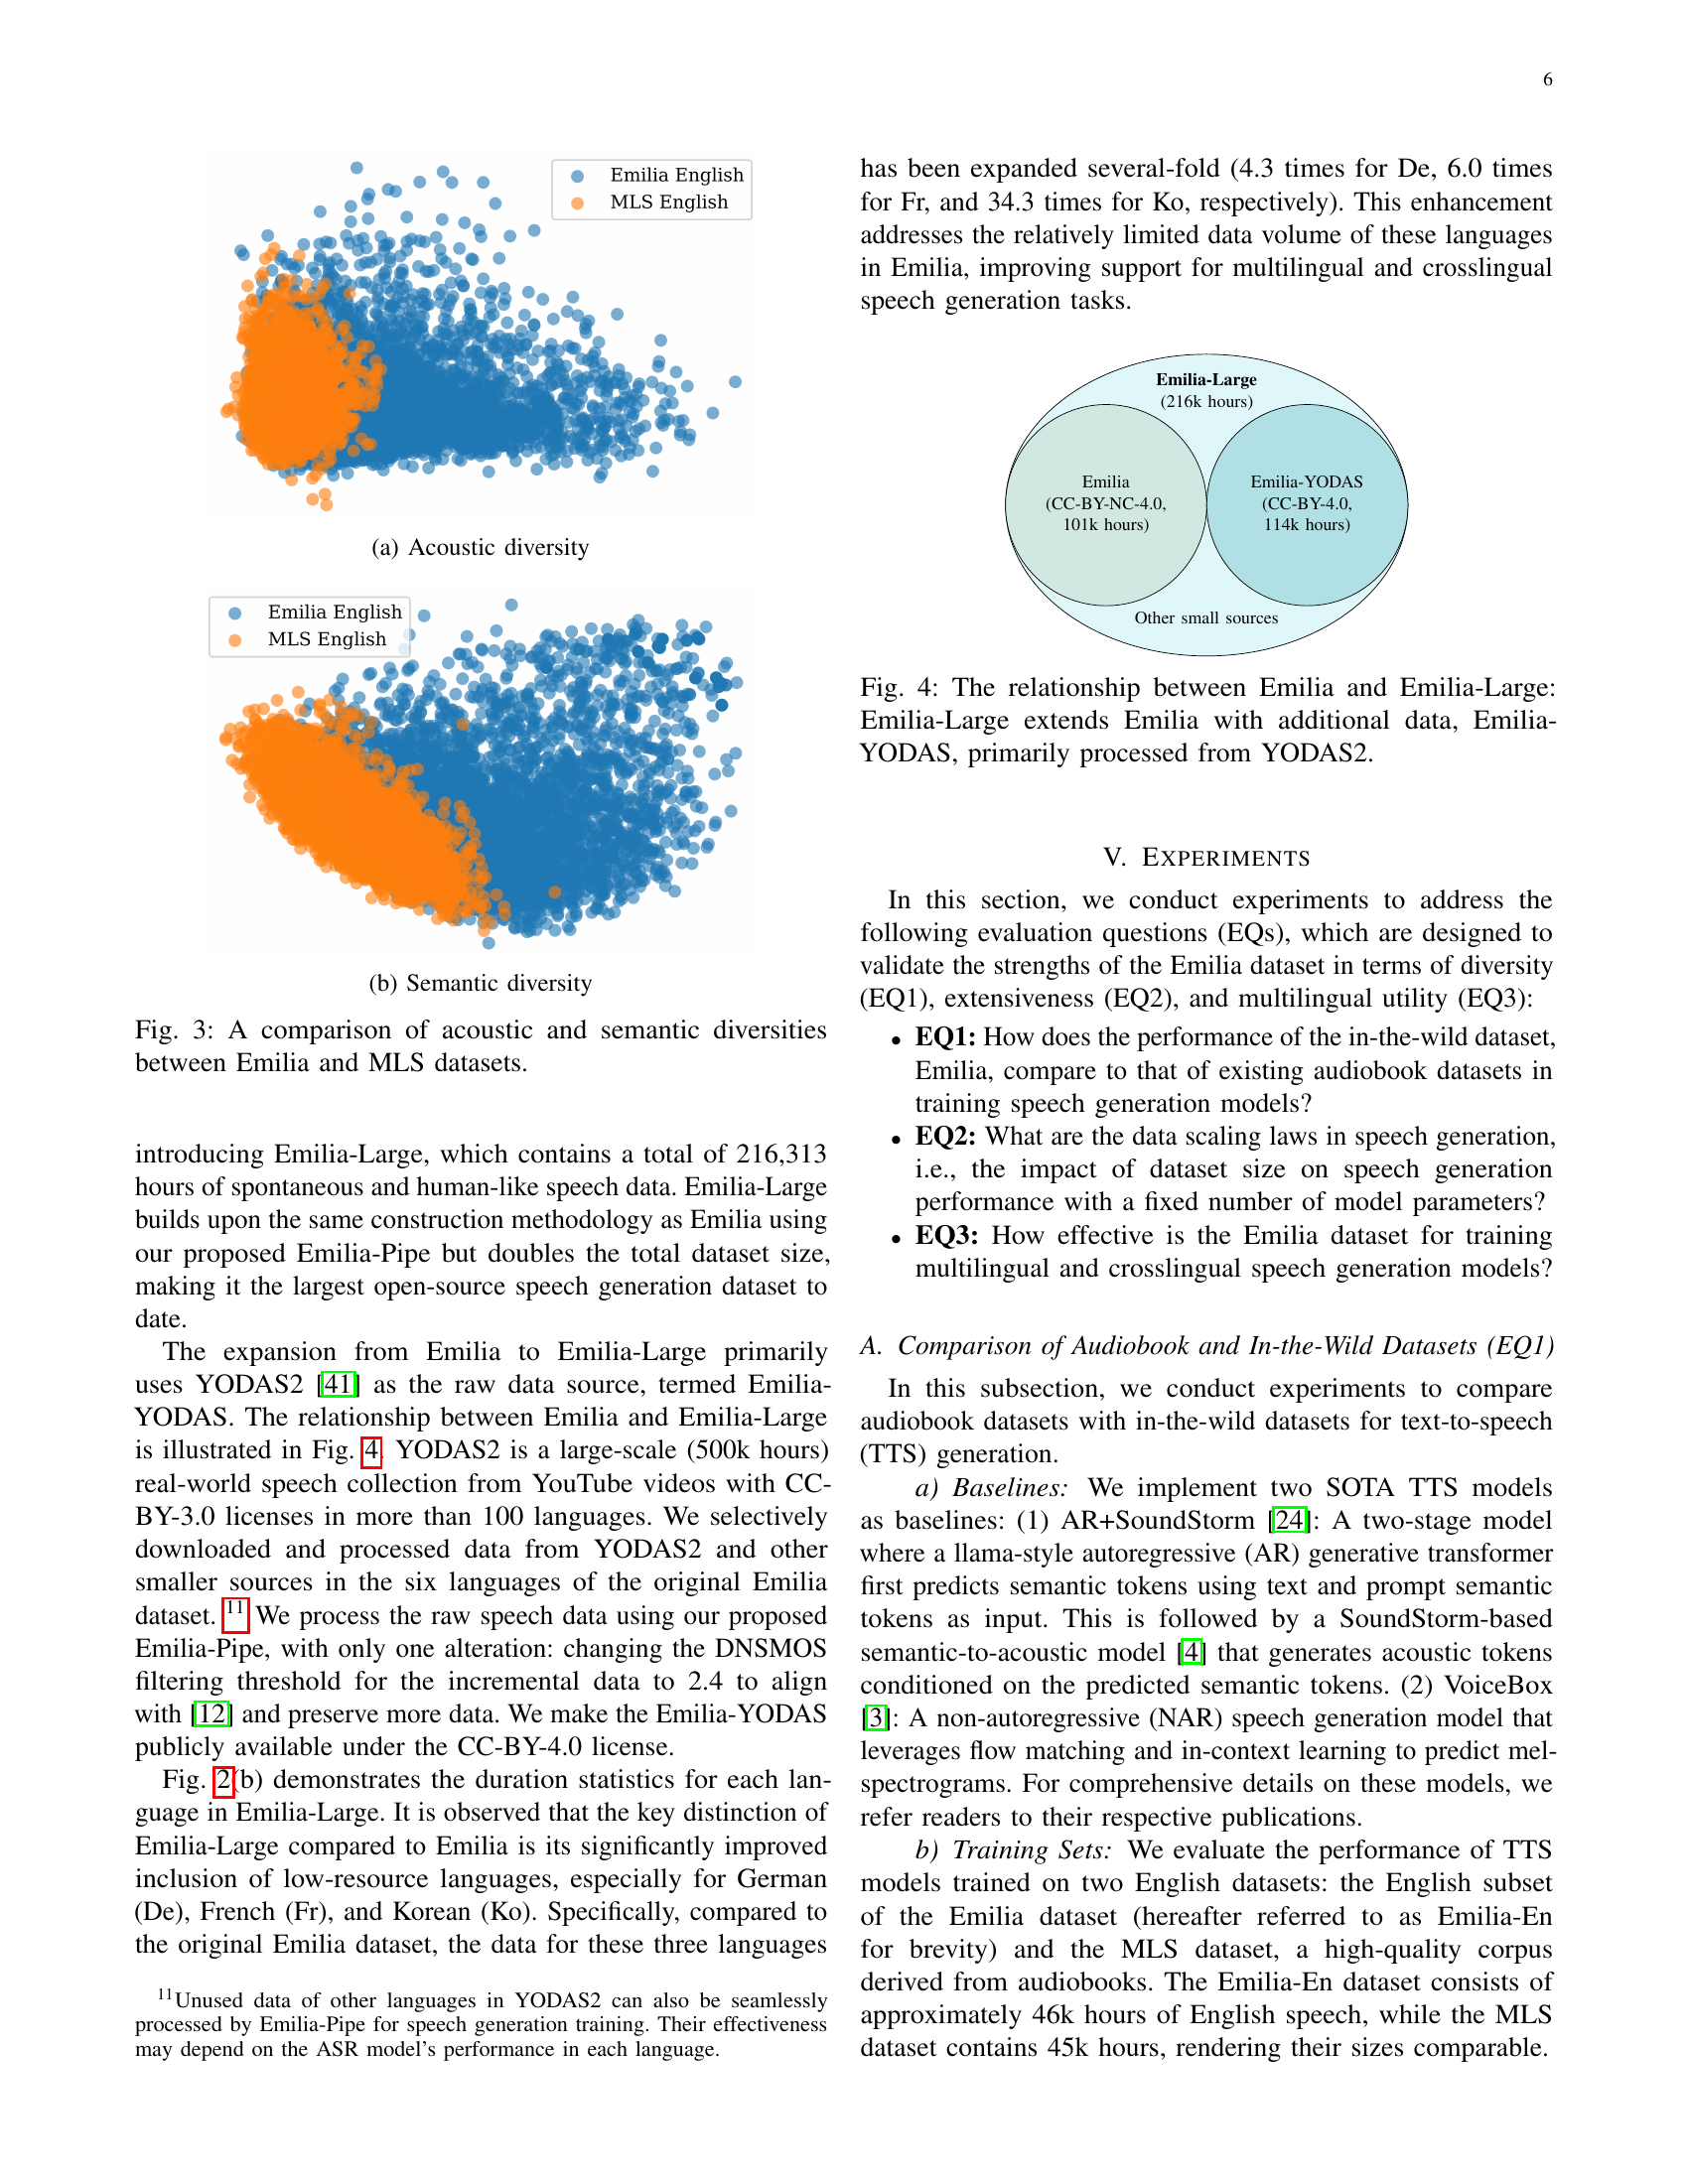 6
Emilia English
MLS English
(a) Acoustic diversity
Emilia English
MLS English
(b) Semantic diversity
Fig. 3: A comparison of acoustic and semantic diversities
between Emilia and MLS datasets.
introducing Emilia-Large, which contains a total of 216,313
hours of spontaneous and human-like speech data. Emilia-Large
builds upon the same construction methodology as Emilia using
our proposed Emilia-Pipe but doubles the total dataset size,
making it the largest open-source speech generation dataset to
date.
The expansion from Emilia to Emilia-Large primarily
uses YODAS2 [41] as the raw data source, termed Emilia-
YODAS. The relationship between Emilia and Emilia-Large
is illustrated in Fig. 4. YODAS2 is a large-scale (500k hours)
real-world speech collection from YouTube videos with CC-
BY-3.0 licenses in more than 100 languages. We selectively
downloaded and processed data from YODAS2 and other
smaller sources in the six languages of the original Emilia
dataset. 11 We process the raw speech data using our proposed
Emilia-Pipe, with only one alteration: changing the DNSMOS
filtering threshold for the incremental data to 2.4 to align
with [12] and preserve more data. We make the Emilia-YODAS
publicly available under the CC-BY-4.0 license.
Fig. 2(b) demonstrates the duration statistics for each lan-
guage in Emilia-Large. It is observed that the key distinction of
Emilia-Large compared to Emilia is its significantly improved
inclusion of low-resource languages, especially for German
(De), French (Fr), and Korean (Ko). Specifically, compared to
the original Emilia dataset, the data for these three languages
11Unused data of other languages in YODAS2 can also be seamlessly
processed by Emilia-Pipe for speech generation training. Their effectiveness
may depend on the ASR model's performance in each language.
has been expanded several-fold (4.3 times for De, 6.0 times
for Fr, and 34.3 times for Ko, respectively). This enhancement
addresses the relatively limited data volume of these languages
in Emilia, improving support for multilingual and crosslingual
speech generation tasks.
Emilia-Large
(216k hours)
Emilia
(CC-BY-NC-4.0,
101k hours)
Emilia-YODAS
(CC-BY-4.0,
114k hours)
Other small sources
Fig. 4: The relationship between Emilia and Emilia-Large:
Emilia-Large extends Emilia with additional data, Emilia-
YODAS, primarily processed from YODAS2.
V. EXPERIMENTS
In this section, we conduct experiments to address the
following evaluation questions (EQs), which are designed to
validate the strengths of the Emilia dataset in terms of diversity
(EQ1), extensiveness (EQ2), and multilingual utility (EQ3):
• EQ1: How does the performance of the in-the-wild dataset,
Emilia, compare to that of existing audiobook datasets in
training speech generation models?
• EQ2: What are the data scaling laws in speech generation,
i.e., the impact of dataset size on speech generation
performance with a fixed number of model parameters?
• EQ3: How effective is the Emilia dataset for training
multilingual and crosslingual speech generation models?
A. Comparison of Audiobook and In-the-Wild Datasets (EQ1)
In this subsection, we conduct experiments to compare
audiobook datasets with in-the-wild datasets for text-to-speech
(TTS) generation.
a) Baselines: We implement two SOTA TTS models
as baselines: (1) AR+SoundStorm [24]: A two-stage model
where a llama-style autoregressive (AR) generative transformer
first predicts semantic tokens using text and prompt semantic
tokens as input. This is followed by a SoundStorm-based
semantic-to-acoustic model [4] that generates acoustic tokens
conditioned on the predicted semantic tokens. (2) VoiceBox
[3]: A non-autoregressive (NAR) speech generation model that
leverages flow matching and in-context learning to predict mel-
spectrograms. For comprehensive details on these models, we
refer readers to their respective publications.
b) Training Sets: We evaluate the performance of TTS
models trained on two English datasets: the English subset
of the Emilia dataset (hereafter referred to as Emilia-En
for brevity) and the MLS dataset, a high-quality corpus
derived from audiobooks. The Emilia-En dataset consists of
approximately 46k hours of English speech, while the MLS
dataset contains 45k hours, rendering their sizes comparable.